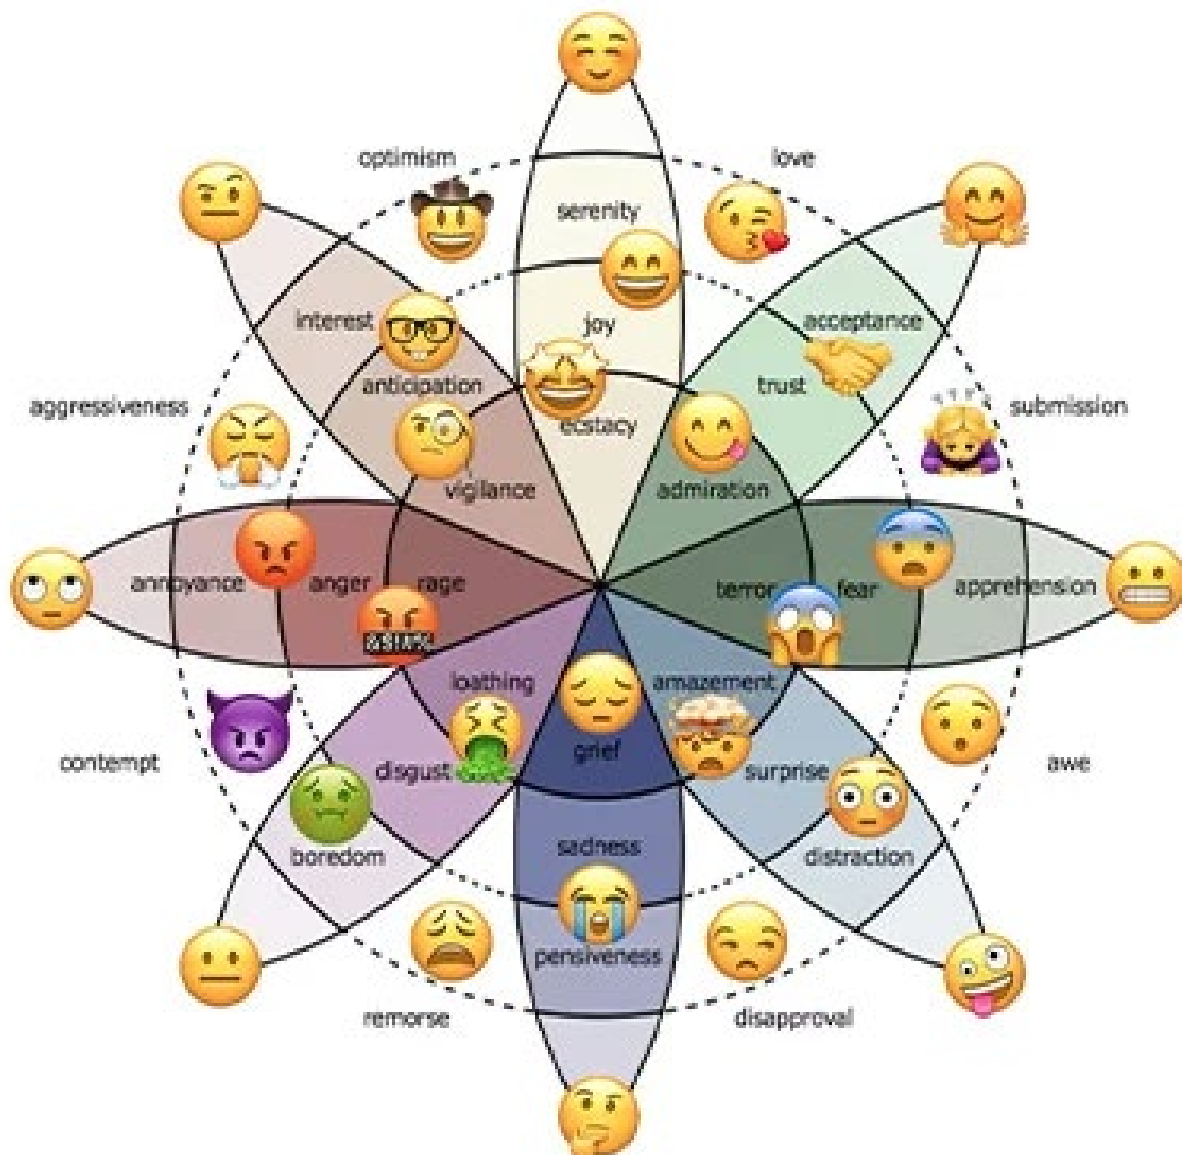 optimism
love
serenity
interest
joy
acceptance
anticipation
trust
aggressiveness
submission
ecstacy
vigilance
admiration
annoyance
anger
rage
terror
fear
apprehension
loathing
amazement
contempt
disgust
grief
surprise
awe
boredom
sadness
distraction
pensiveness
remorse
disapproval
&$!#%